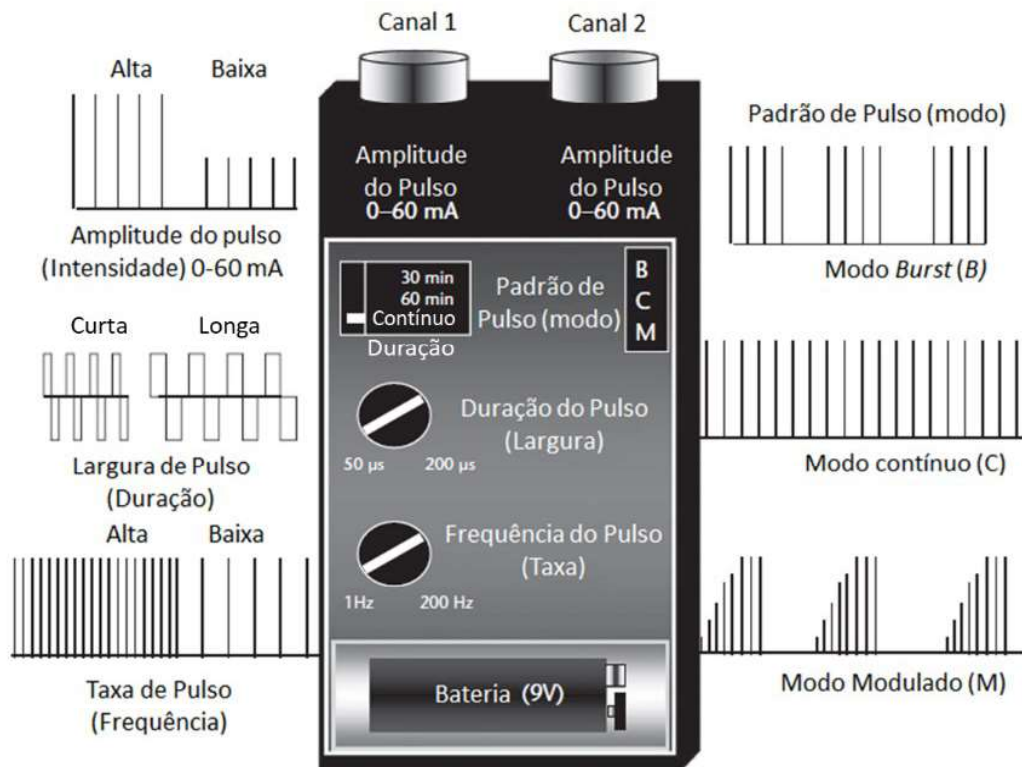 Canal 1
Canal 2
Alta
Baixa
Amplitude do pulso
(Intensidade) 0-60 mA
Curta
Longa
Largura de Pulso
(Duração)
Alta
Baixa
Taxa de Pulso
(Frequência)
Amplitude
do Pulso
0–60 mA
Amplitude
do Pulso
0–60 mA
30 min
60 min
Contínuo
Duração
Padrão de
Pulso (modo)
B
C
M
Duração do Pulso
(Largura)
50 µs
200 µs
Frequência do Pulso
(Taxa)
1Hz
200 Hz
Bateria (9V)
Padrão de Pulso (modo)
Modo Burst (B)
Modo contínuo (C)
Modo Modulado (M)